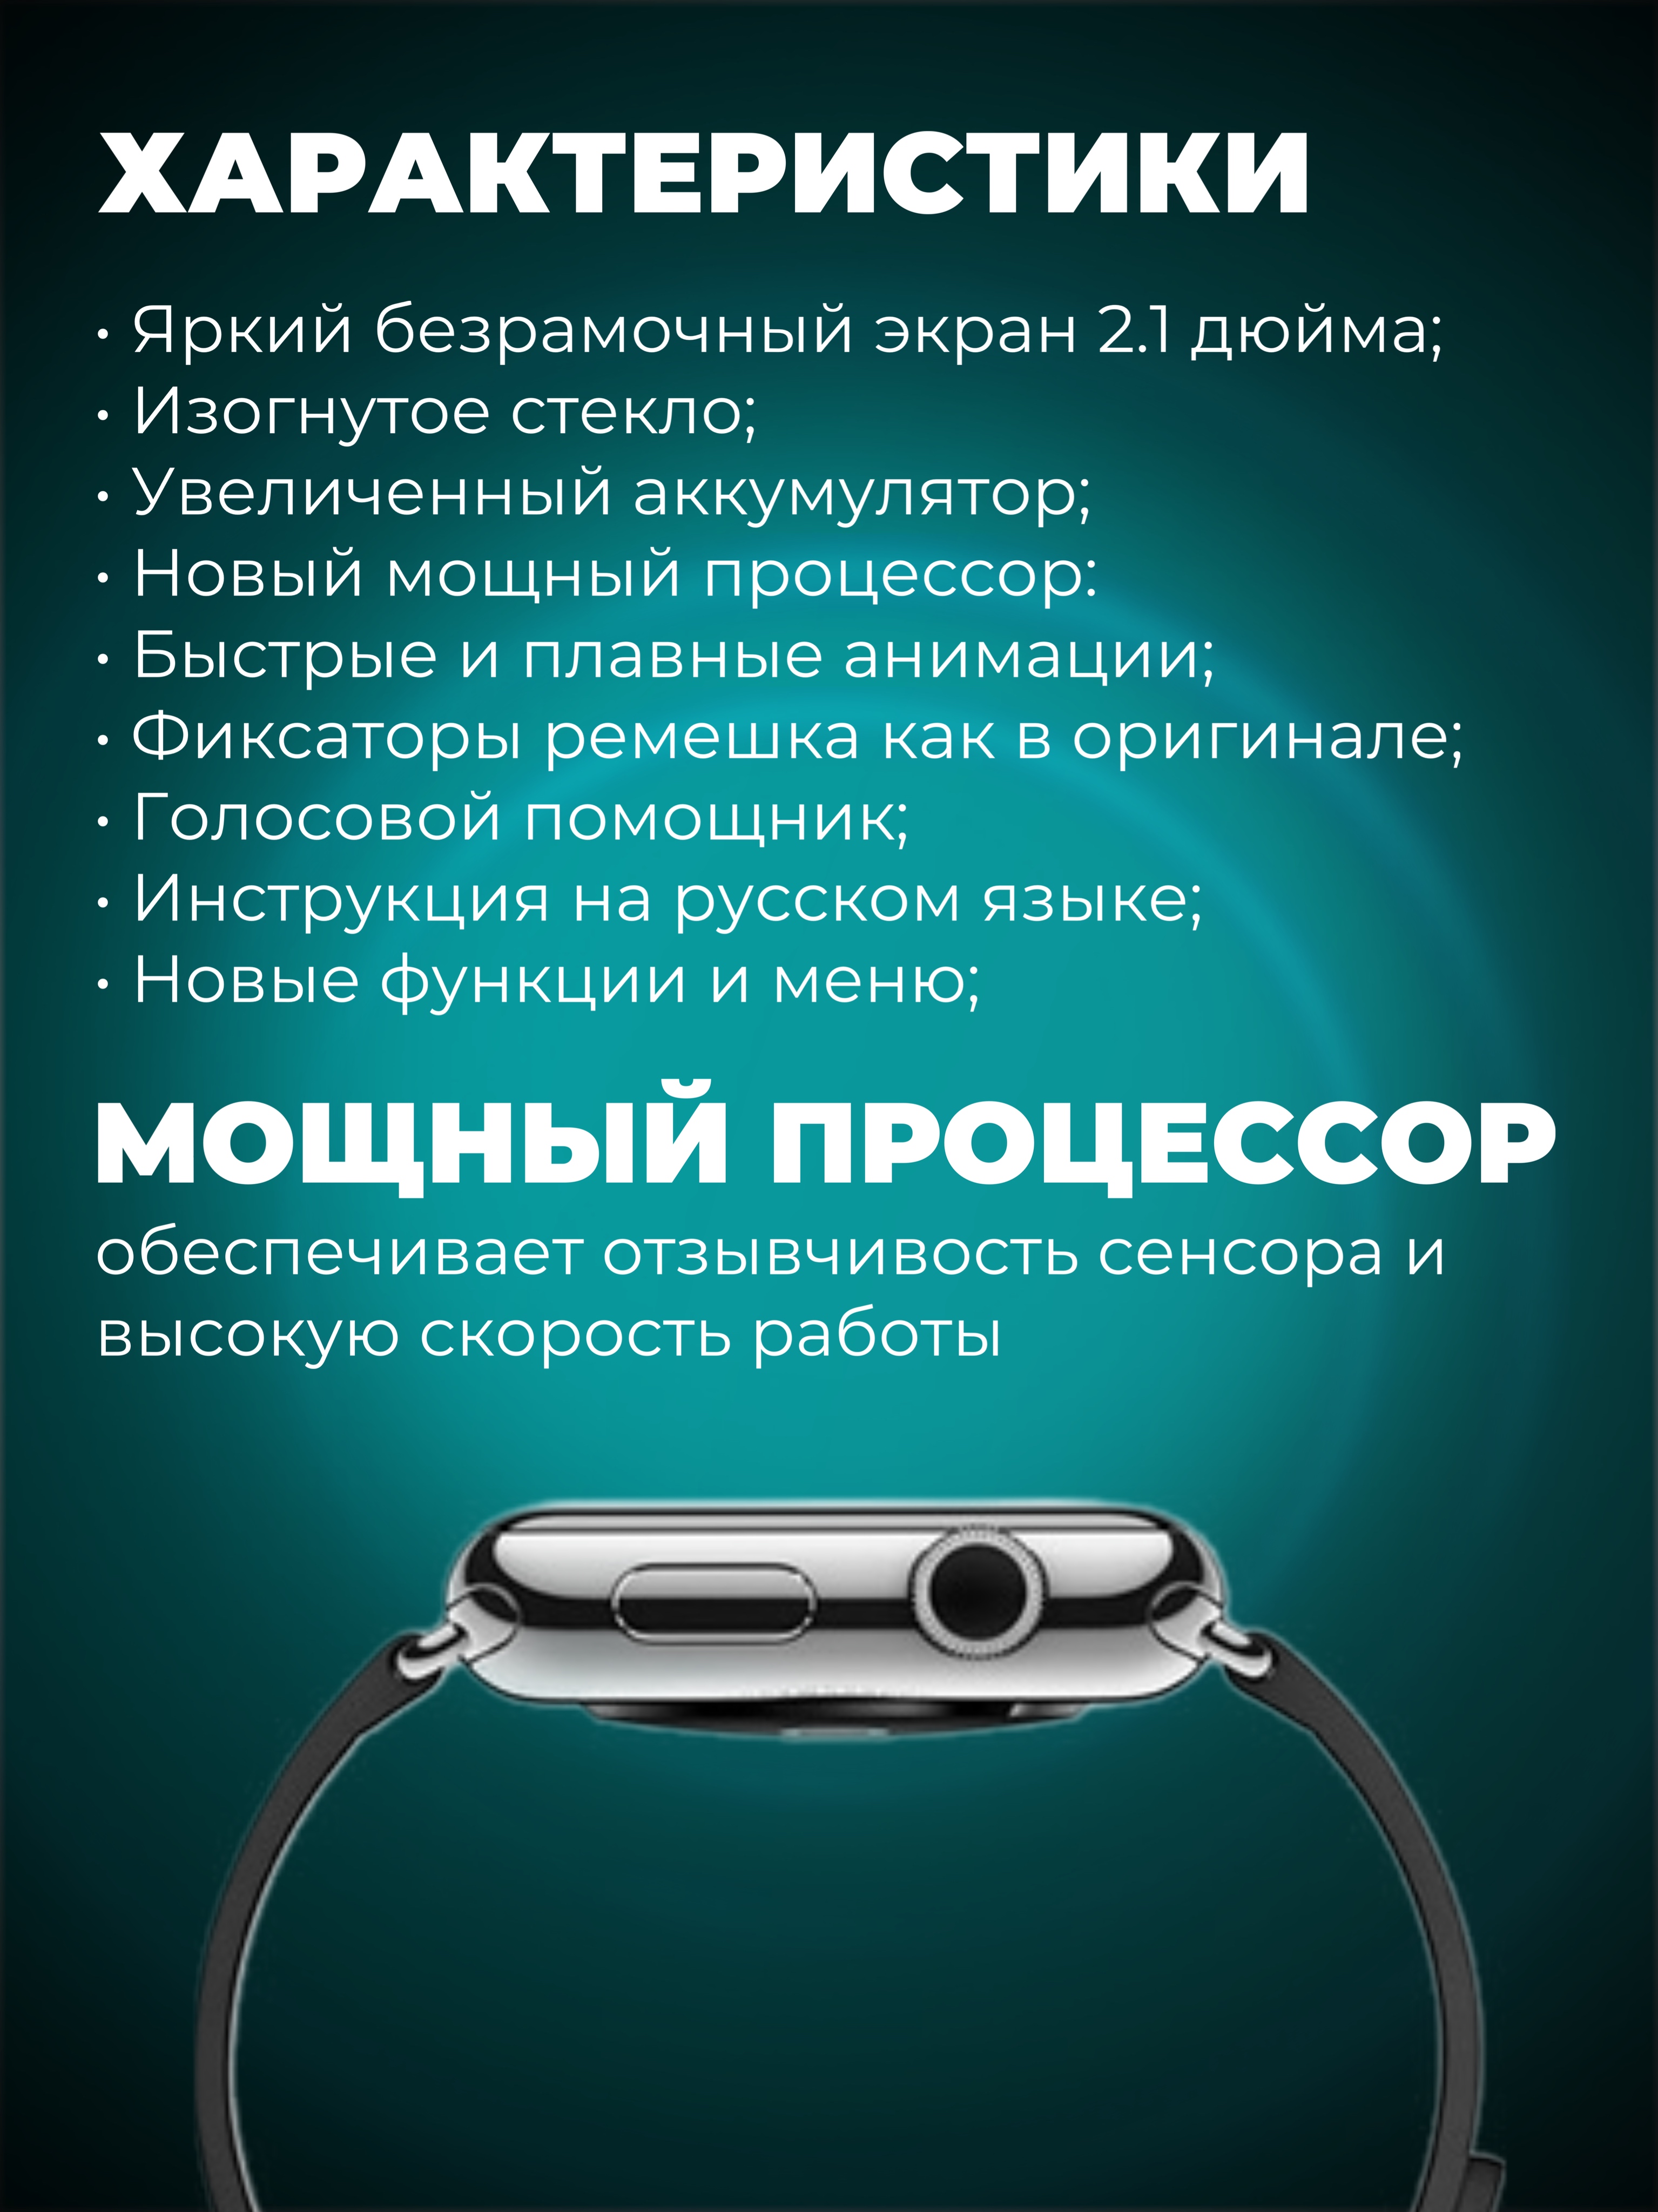 ХАРАКТЕРИСТИКИ
• Яркий безрамочный экран 2.1 дюйма;
• Изогнутое стекло;
• Увеличенный аккумулятор;
• Новый мощный процессор:
• Быстрые и плавные анимации;
• Фиксаторы ремешка как в оригинале;
• Голосовой помощник;
• Инструкция на русском языке;
• Новые функции и меню;
МОЩНЫЙ ПРОЦЕССОР
обеспечивает отзывчивость сенсора и
высокую скорость работы